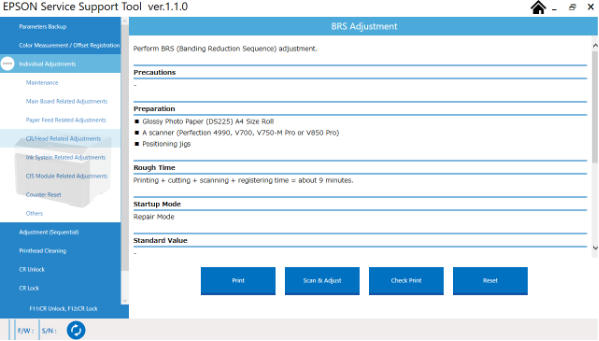 EPSON Service Support Tool ver.1.1.0
Parameters Backup
Color Measurement / Offset Registration
Individual Adjustments
Maintenance
Main Board Related Adjustments
Paper Feed Related Adjustments
CR/Head Related Adjustments
Ink System Related Adjustments
CIS Module Related Adjustments
Counter Reset
Others
Adjustment (Sequential)
Printhead Cleaning
CR Unlock
CR Lock
F11:CR Unlock, F12:CR Lock
F/W : S/N :
BRS Adjustment
Perform BRS (Banding Reduction Sequence) adjustment.
Precautions
-
Preparation
■ Glossy Photo Paper (DS225) A4 Size Roll
■ A scanner (Perfection 4990, V700, V750-M Pro or V850 Pro)
■ Positioning jigs
Rough Time
Printing + cutting + scanning + registering time = about 9 minutes.
Startup Mode
Repair Mode
Standard Value
-
Print
Scan & Adjust
Check Print
Reset